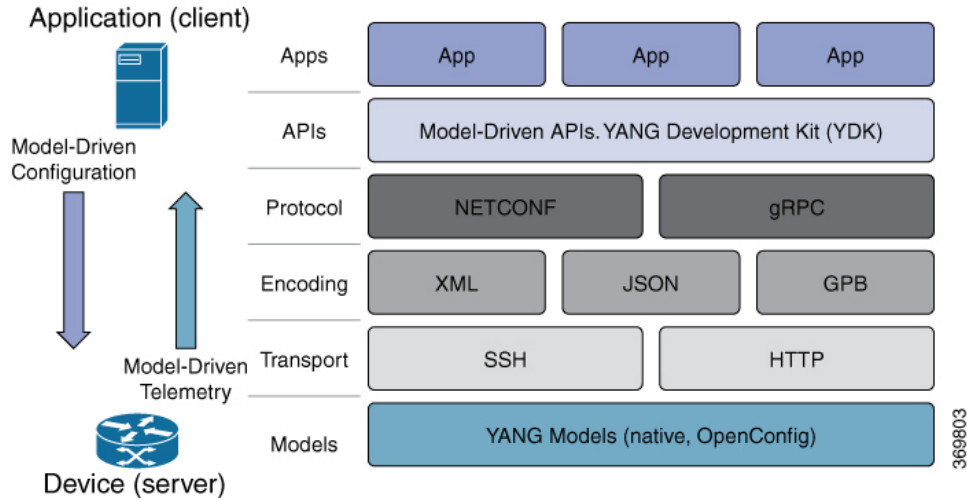 Application (client)
Model-Driven
Configuration
Model-Driven
Telemetry
Device (server)
Apps
App
App
App
APIs
Model-Driven APIs. YANG Development Kit (YDK)
Protocol
NETCONF
gRPC
Encoding
XML
JSON
GPB
Transport
SSH
HTTP
Models
YANG Models (native, OpenConfig)
369803